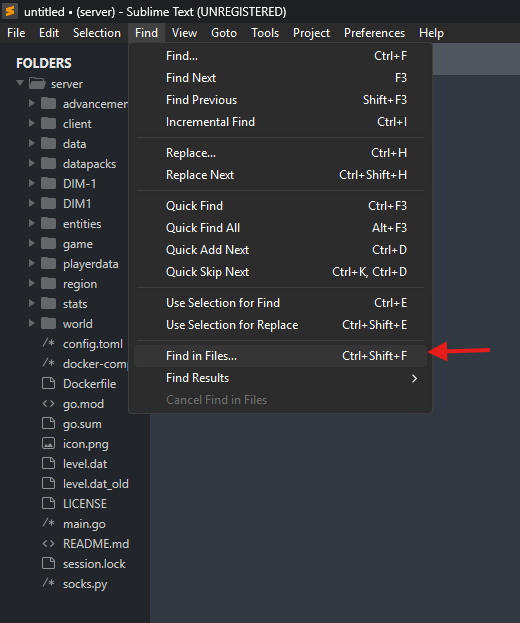 untitled • (server) - Sublime Text (UNREGISTERED)
File Edit Selection Find View Goto Tools Project Preferences Help
FOLDERS
server
advancemen
client
data
datapacks
DIM-1
DIM1
entities
game
playerdata
region
stats
world
/* config.toml
/* docker-comp
Dockerfile
<> go.mod
go.sum
icon.png
level.dat
level.dat_old
LICENSE
/* main.go
<> README.md
session.lock
/* socks.py
Find... Ctrl+F
Find Next F3
Find Previous Shift+F3
Incremental Find Ctrl+I
Replace... Ctrl+H
Replace Next Ctrl+Shift+H
Quick Find Ctrl+F3
Quick Find All Alt+F3
Quick Add Next Ctrl+D
Quick Skip Next Ctrl+K, Ctrl+D
Use Selection for Find Ctrl+E
Use Selection for Replace Ctrl+Shift+E
Find in Files... Ctrl+Shift+F
Find Results
Cancel Find in Files